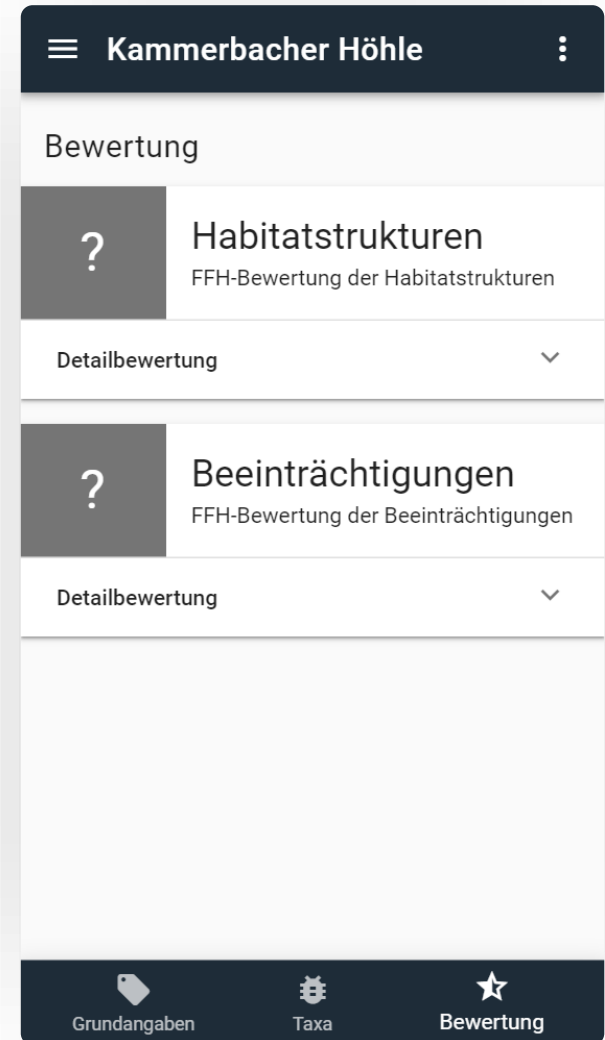 Kammerbacher Höhle
Bewertung
?
Habitatstrukturen
FFH-Bewertung der Habitatstrukturen
Detailbewertung
?
Beeinträchtigungen
FFH-Bewertung der Beeinträchtigungen
Detailbewertung
Grundangaben
Taxa
Bewertung